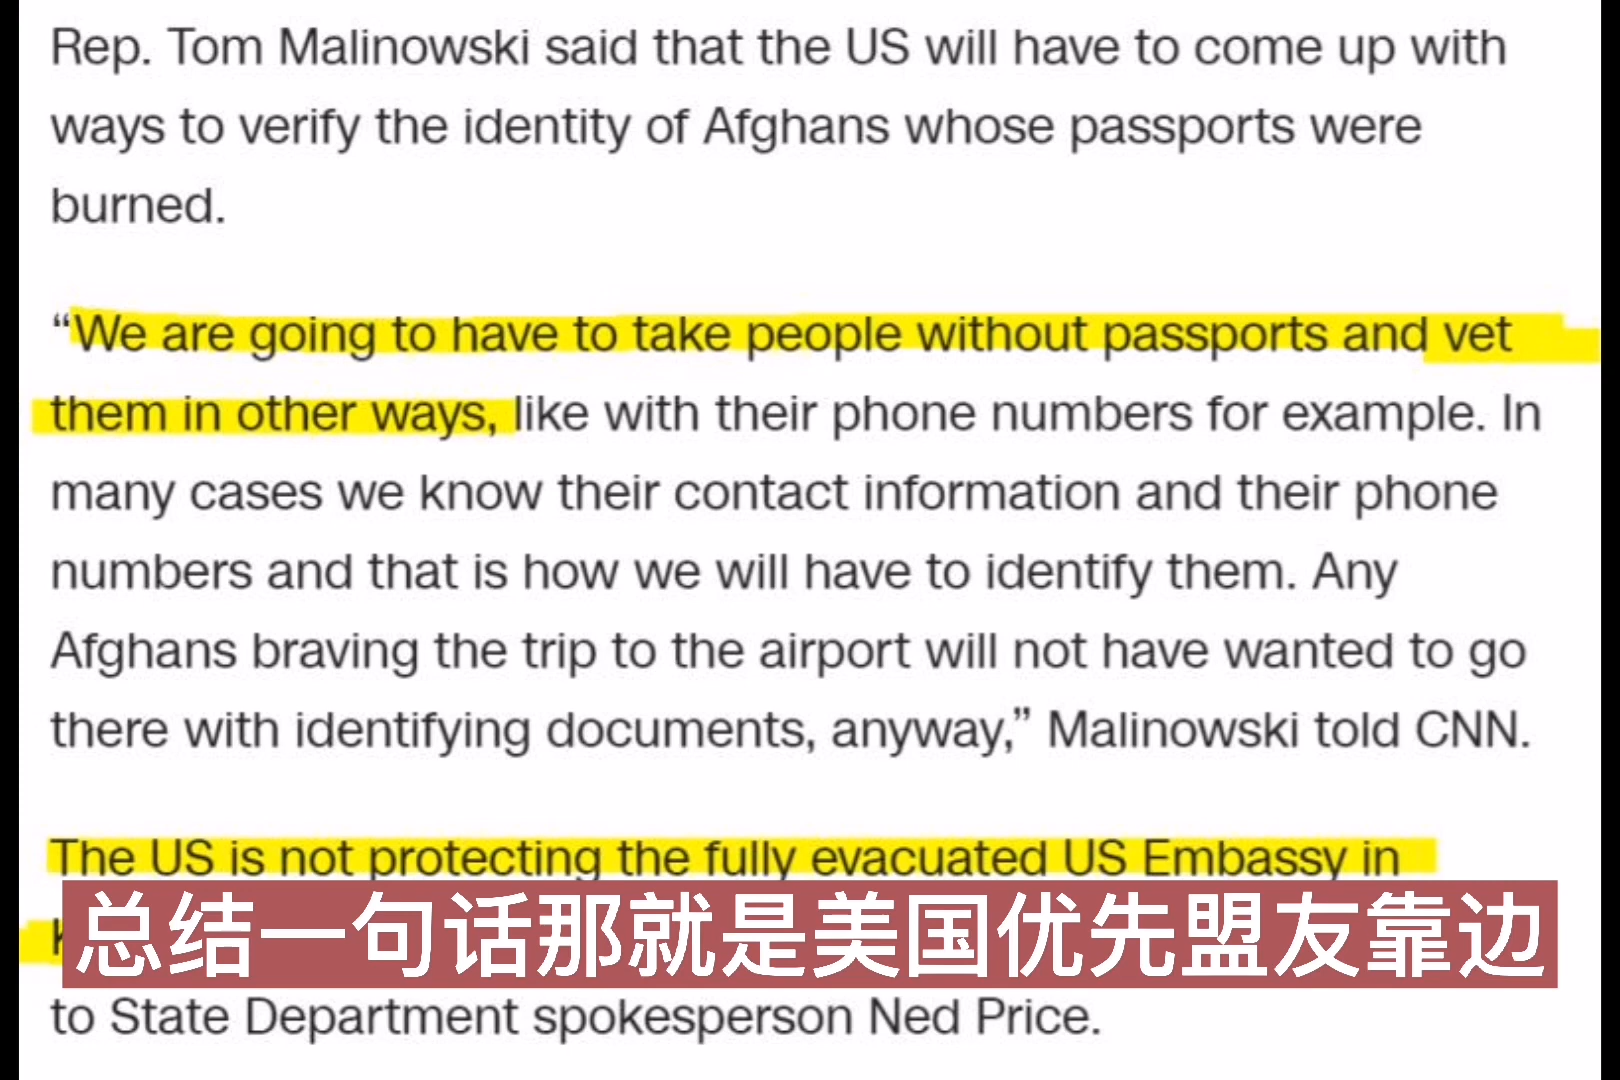 Rep. Tom Malinowski said that the US will have to come up with
ways to verify the identity of Afghans whose passports were
burned.
“We are going to have to take people without passports and vet
them in other ways, like with their phone numbers for example. In
many cases we know their contact information and their phone
numbers and that is how we will have to identify them. Any
Afghans braving the trip to the airport will not have wanted to go
there with identifying documents, anyway,” Malinowski told CNN.
The US is not protecting the fully evacuated US Embassy in
总结一句话那就是美国优先盟友靠边
to State Department spokesperson Ned Price.